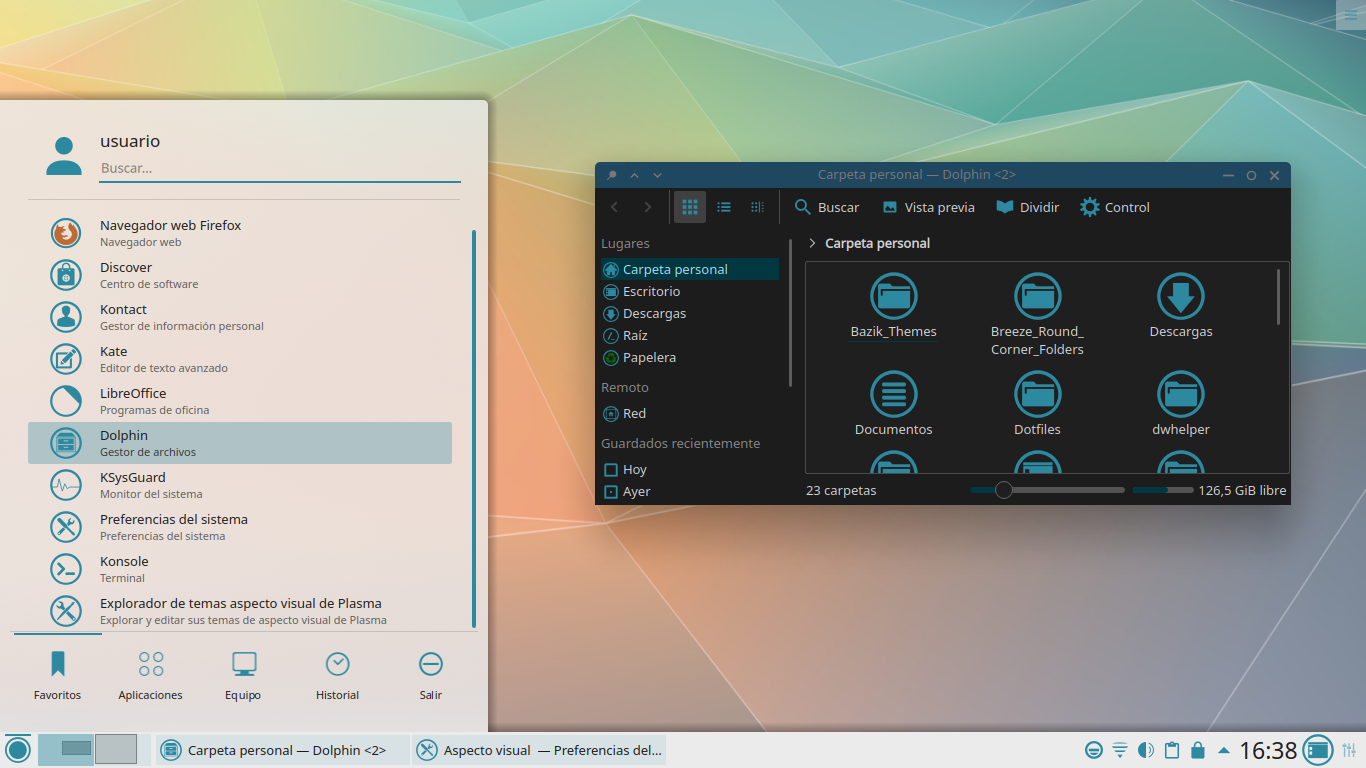 usuario
Buscar...
Navegador web Firefox
Navegador web
Discover
Centro de software
Kontact
Gestor de información personal
Kate
Editor de texto avanzado
LibreOffice
Programas de oficina
Dolphin
Gestor de archivos
KSysGuard
Monitor del sistema
Preferencias del sistema
Preferencias del sistema
Konsole
Terminal
Explorador de temas aspecto visual de Plasma
Explorar y editar sus temas de aspecto visual de Plasma
Favoritos
Aplicaciones
Equipo
Historial
Salir
Carpeta personal — Dolphin <2>
Buscar
Vista previa
Dividir
Control
Lugares
Carpeta personal
Escritorio
Descargas
Raíz
Papelera
Remoto
Red
Guardados recientemente
Hoy
Ayer
Carpeta personal
Bazik_Themes
Breeze_Round_
Corner_Folders
Descargas
Documentos
Dotfiles
dwhelper
23 carpetas
126,5 GiB libre
Carpeta personal — Dolphin <2>
Aspecto visual — Preferencias del...
16:38